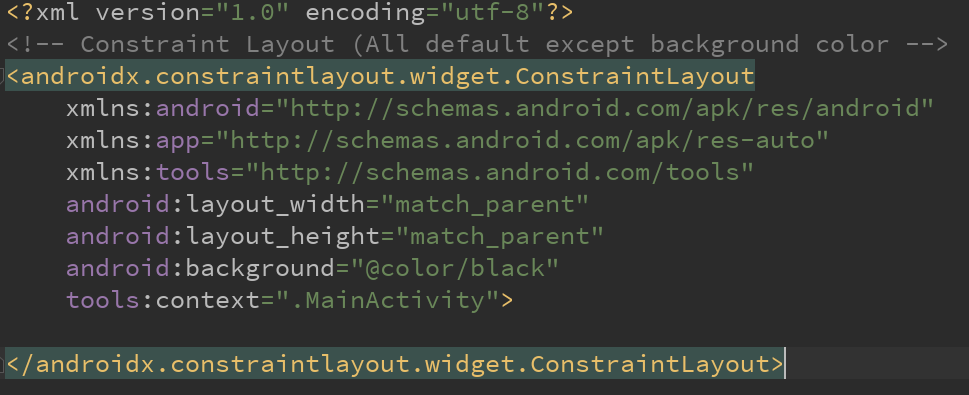 <?xml version="1.0" encoding="utf-8"?>
<!-- Constraint Layout (All default except background color -->
<androidx.constraintlayout.widget.ConstraintLayout
    xmlns:android="http://schemas.android.com/apk/res/android"
    xmlns:app="http://schemas.android.com/apk/res-auto"
    xmlns:tools="http://schemas.android.com/tools"
    android:layout_width="match_parent"
    android:layout_height="match_parent"
    android:background="@color/black"
    tools:context=".MainActivity">

</androidx.constraintlayout.widget.ConstraintLayout>